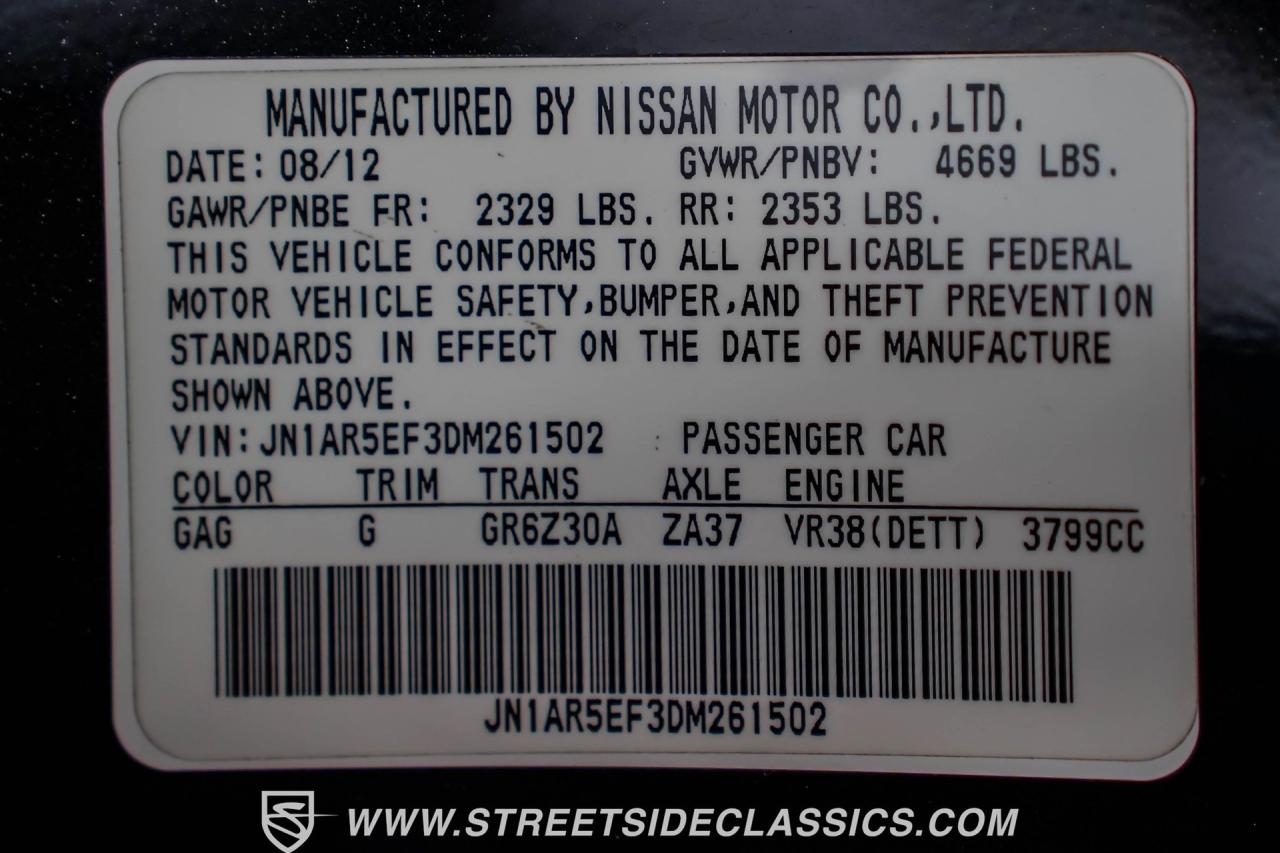 MANUFACTURED BY NISSAN MOTOR CO.,LTD.
DATE: 08/12 GVWR/PNBV: 4669 LBS.
GAWR/PNBE FR: 2329 LBS. RR: 2353 LBS.
THIS VEHICLE CONFORMS TO ALL APPLICABLE FEDERAL
MOTOR VEHICLE SAFETY,BUMPER,AND THEFT PREVENTION
STANDARDS IN EFFECT ON THE DATE OF MANUFACTURE
SHOWN ABOVE.
VIN: JN1AR5EF3DM261502 : PASSENGER CAR
COLOR TRIM TRANS AXLE ENGINE
GAG G GR6Z30A ZA37 VR38(DETT) 3799CC
JN1AR5EF3DM261502
WWW.STREETSIDECLASSICS.COM